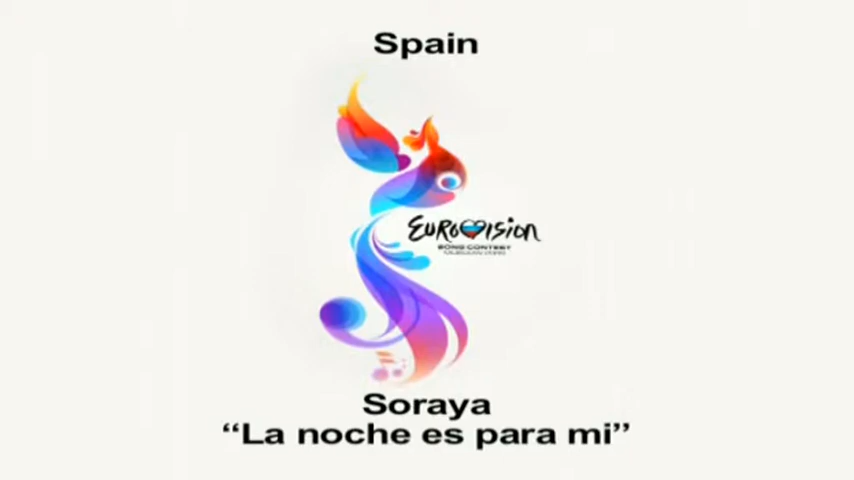 Spain
EUROVISION
SONG CONTEST
Soraya
“La noche es para mi”